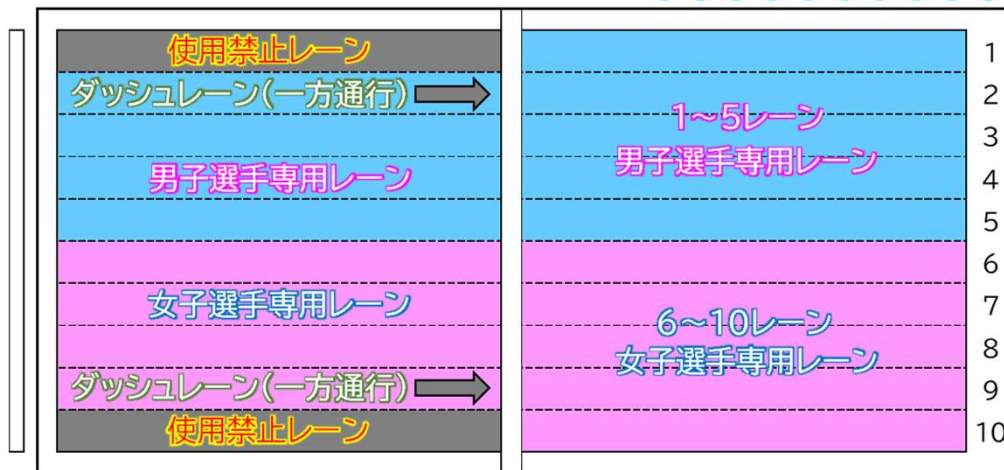 使用禁止レーン
ダッシュレーン(一方通行)
男子選手専用レーン
女子選手専用レーン
ダッシュレーン(一方通行)
使用禁止レーン
1～5レーン
男子選手専用レーン
6～10レーン
女子選手専用レーン
1
2
3
4
5
6
7
8
9
10